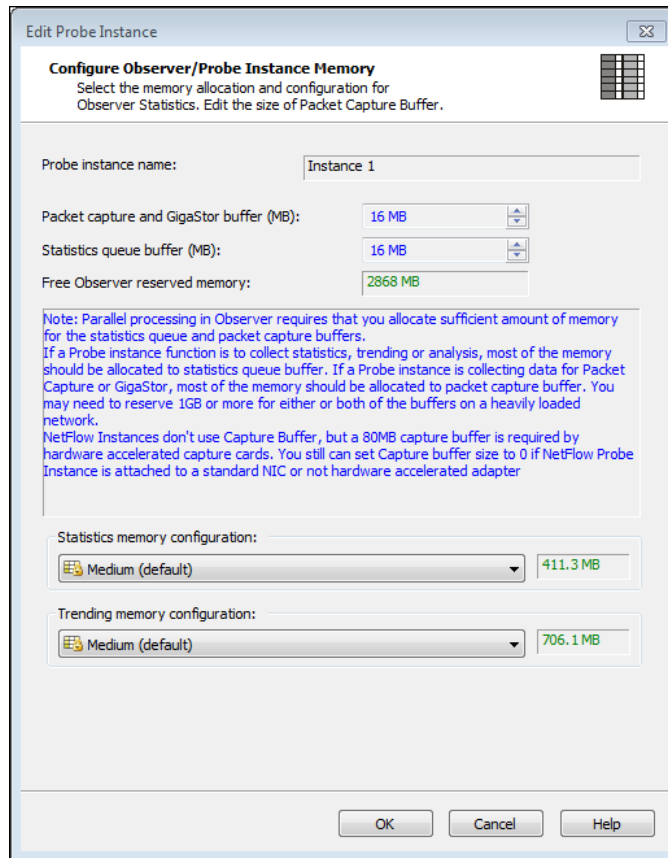 Edit Probe Instance
Configure Observer/Probe Instance Memory
Select the memory allocation and configuration for
Observer Statistics. Edit the size of Packet Capture Buffer.
Probe instance name: Instance 1
Packet capture and GigaStor buffer (MB): 16 MB
Statistics queue buffer (MB): 16 MB
Free Observer reserved memory: 2868 MB
Note: Parallel processing in Observer requires that you allocate sufficient amount of memory
for the statistics queue and packet capture buffers.
If a Probe instance function is to collect statistics, trending or analysis, most of the memory
should be allocated to statistics queue buffer. If a Probe instance is collecting data for Packet
Capture or GigaStor, most of the memory should be allocated to packet capture buffer. You
may need to reserve 1GB or more for either or both of the buffers on a heavily loaded
network.
NetFlow Instances don't use Capture Buffer, but a 80MB capture buffer is required by
hardware accelerated capture cards. You still can set Capture buffer size to 0 if NetFlow Probe
Instance is attached to a standard NIC or not hardware accelerated adapter
Statistics memory configuration:
Medium (default) 411.3 MB
Trending memory configuration:
Medium (default) 706.1 MB
OK Cancel Help